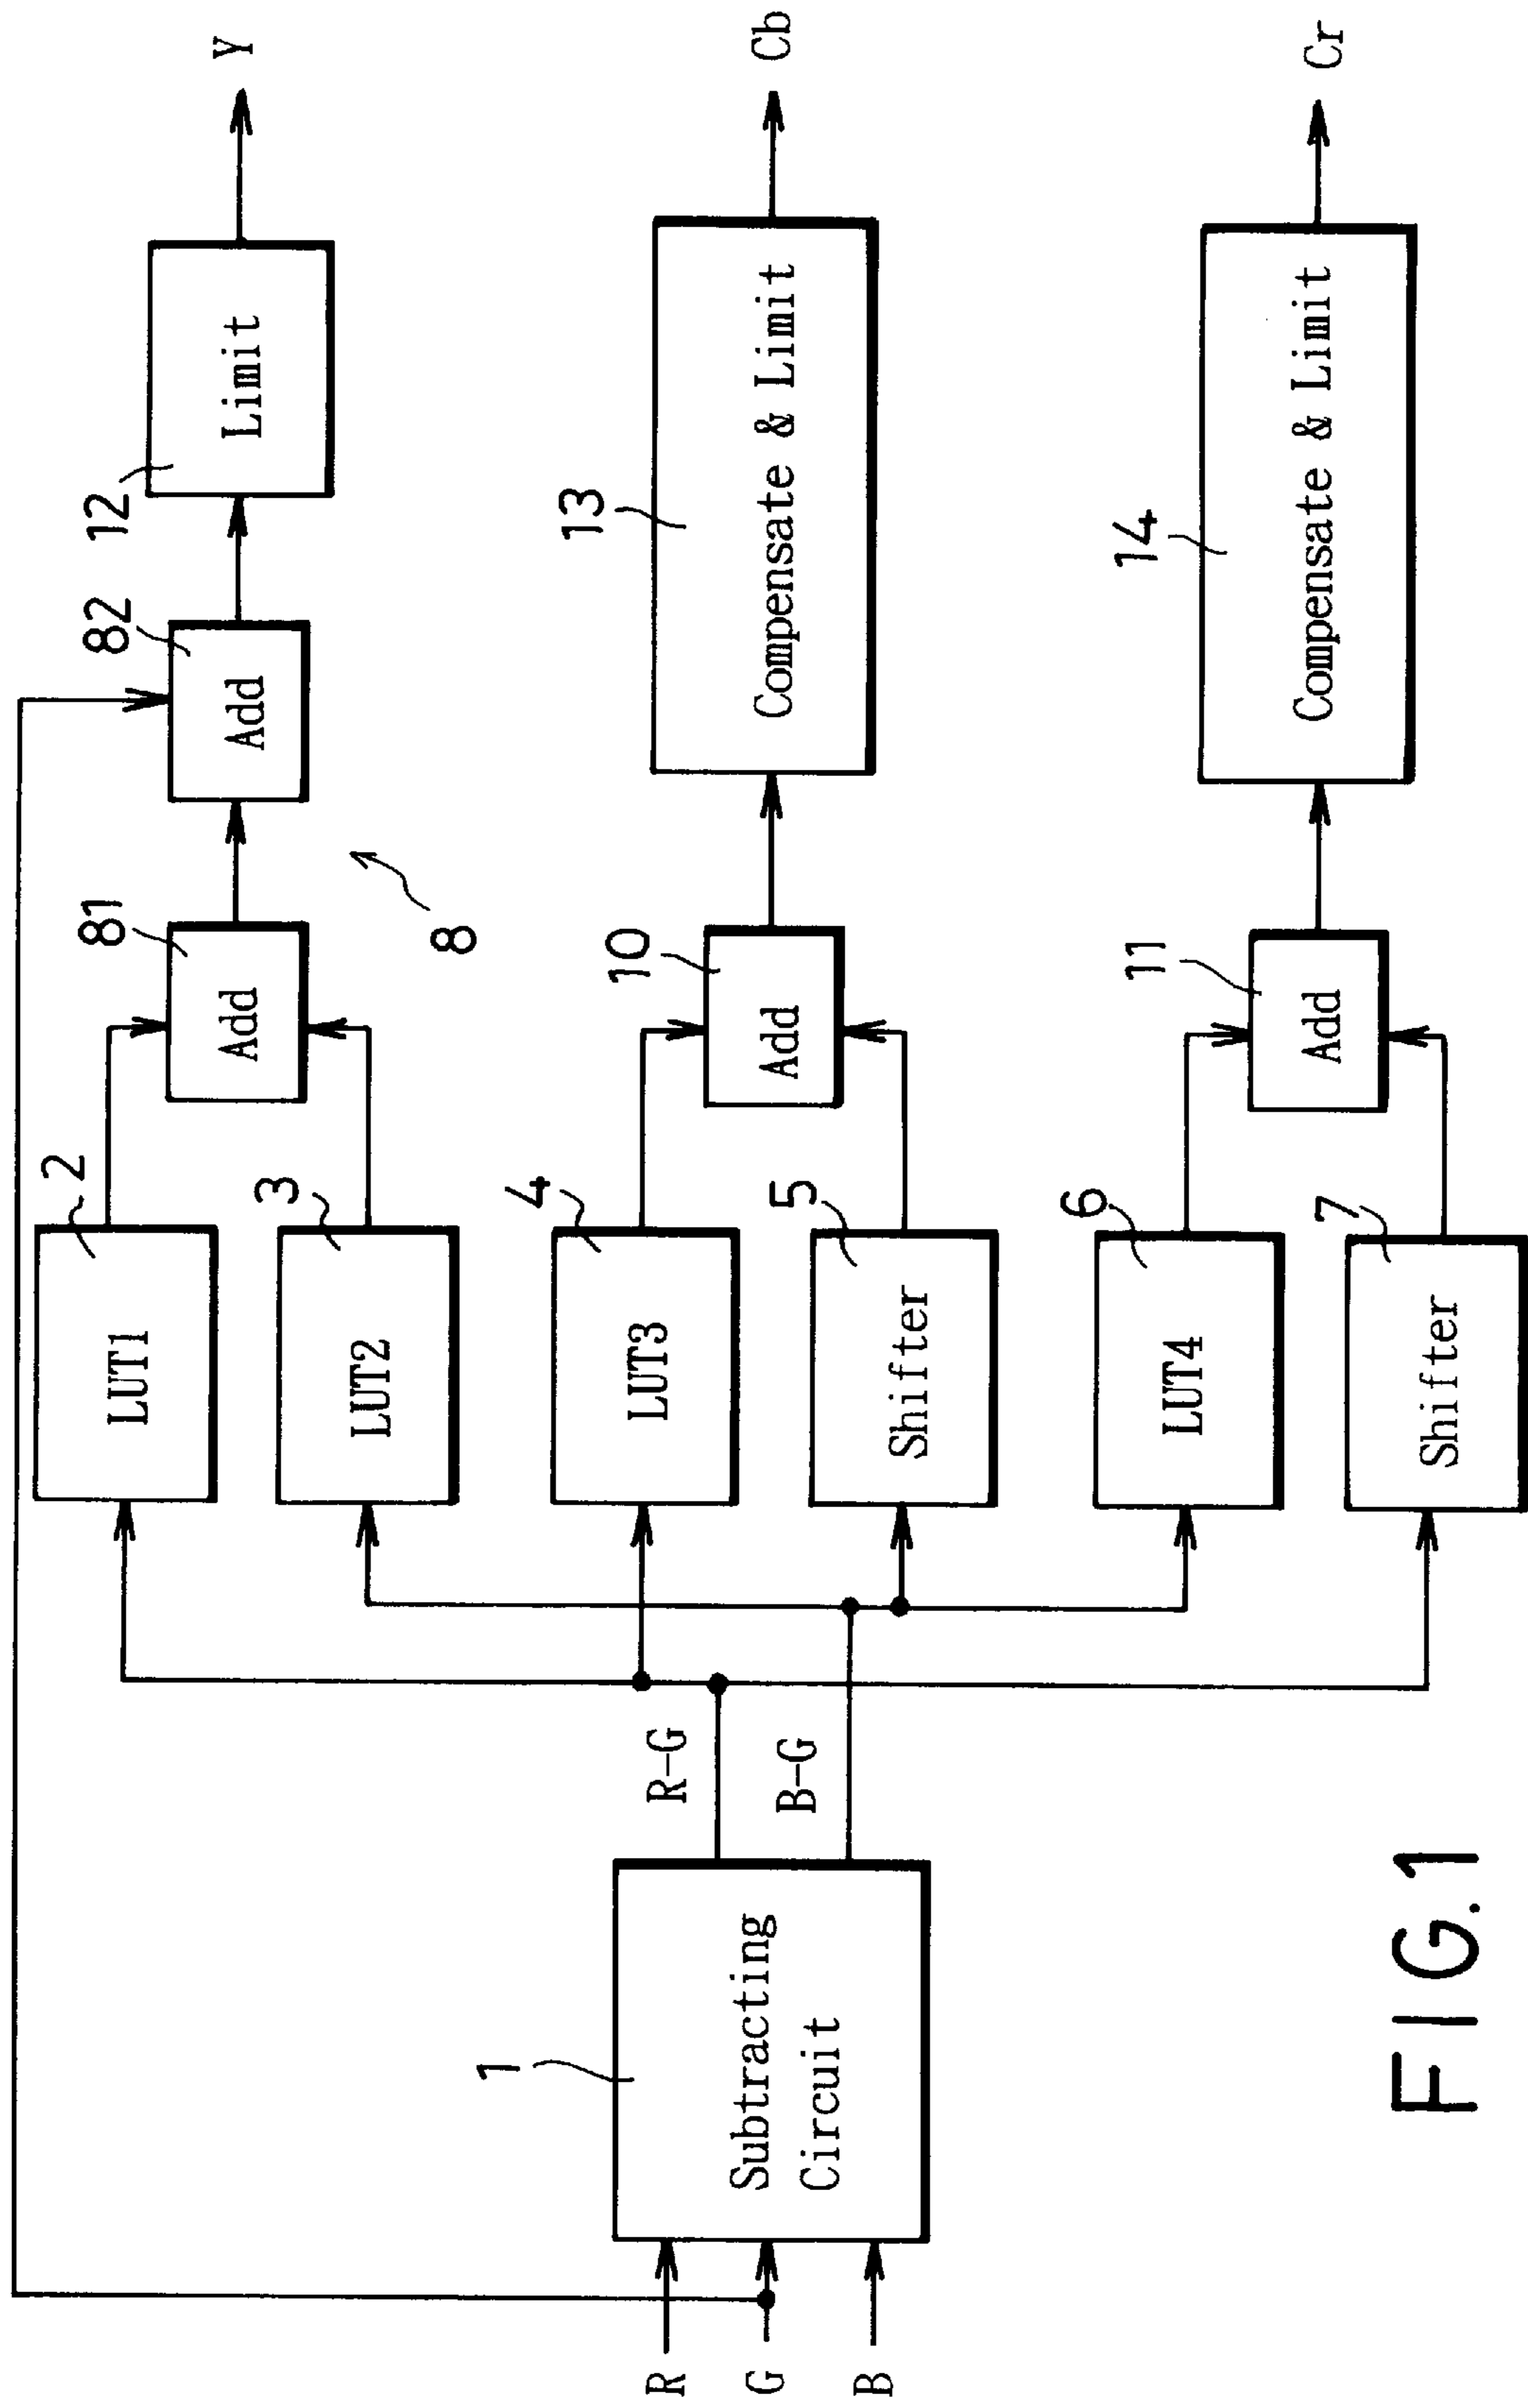 R
G
B
1
Subtracting
Circuit
R-G
B-G
2
LUT1
3
LUT2
4
LUT3
5
Shifter
6
LUT4
7
Shifter
81
Add
8
10
Add
11
Add
82
Add
12
Limit
13
Compensate & Limit
14
Compensate & Limit
Y
Cb
Cr
FIG.1